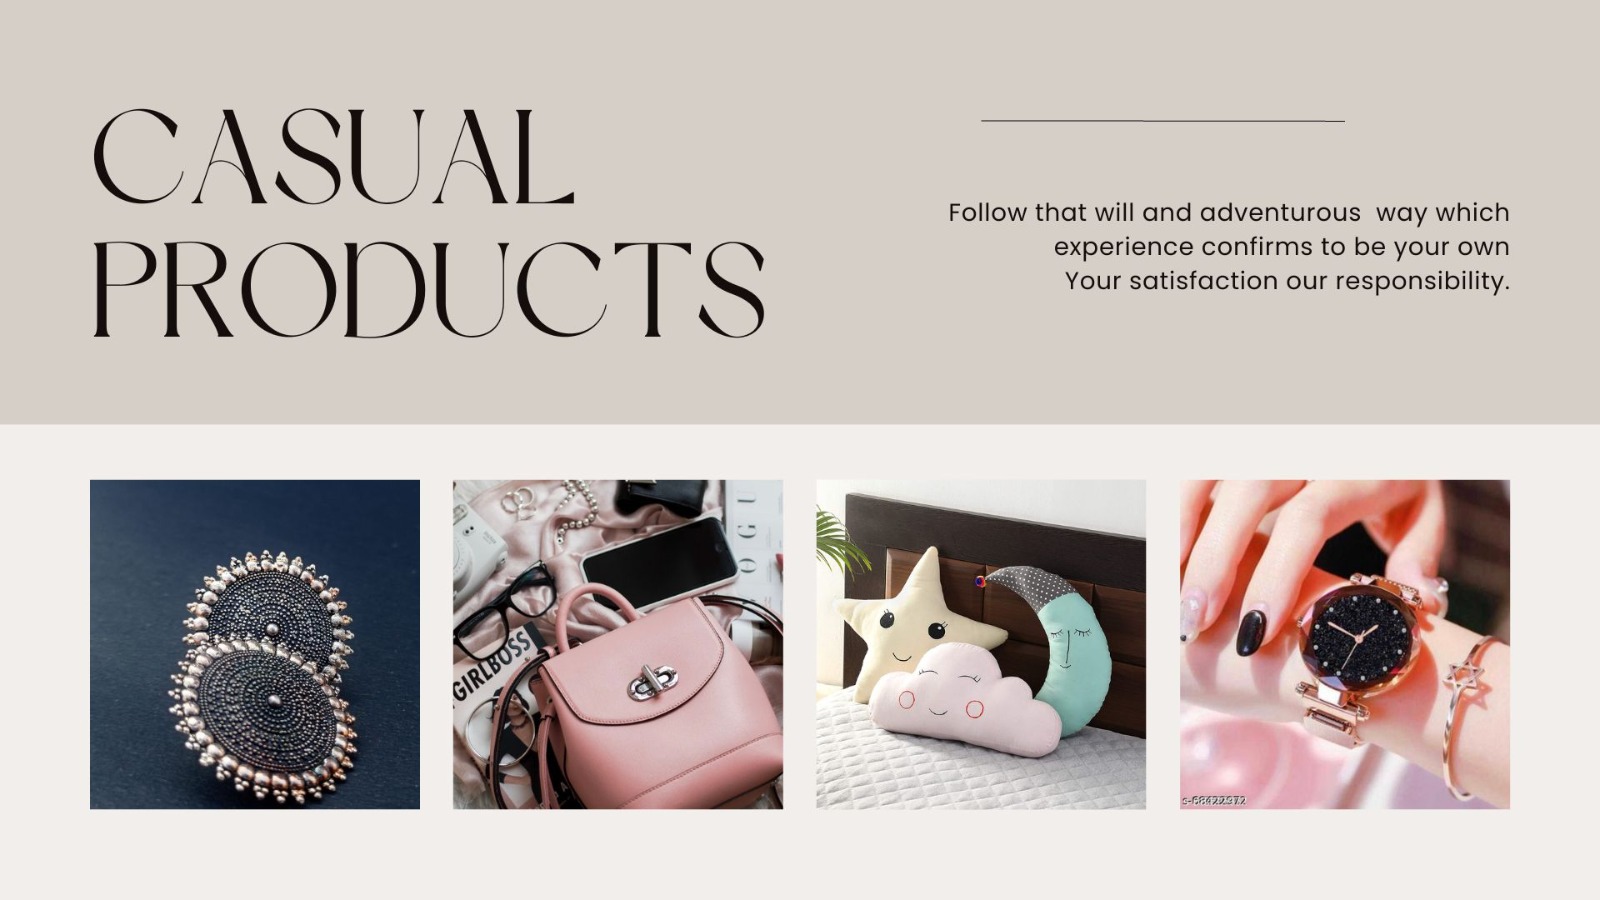 CASUAL
PRODUCTS
Follow that will and adventurous  way which
experience confirms to be your own
Your satisfaction our responsibility.
GIRLBOSS